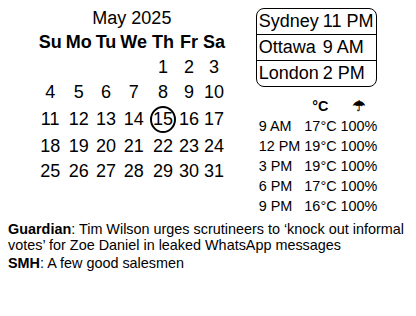 May 2025
Su Mo Tu We Th Fr Sa
1 2 3
4 5 6 7 8 9 10
11 12 13 14 15 16 17
18 19 20 21 22 23 24
25 26 27 28 29 30 31
Sydney 11 PM
Ottawa 9 AM
London 2 PM
°C ☂
9 AM 17°C 100%
12 PM 19°C 100%
3 PM 19°C 100%
6 PM 17°C 100%
9 PM 16°C 100%
Guardian: Tim Wilson urges scrutineers to ‘knock out informal
votes’ for Zoe Daniel in leaked WhatsApp messages
SMH: A few good salesmen